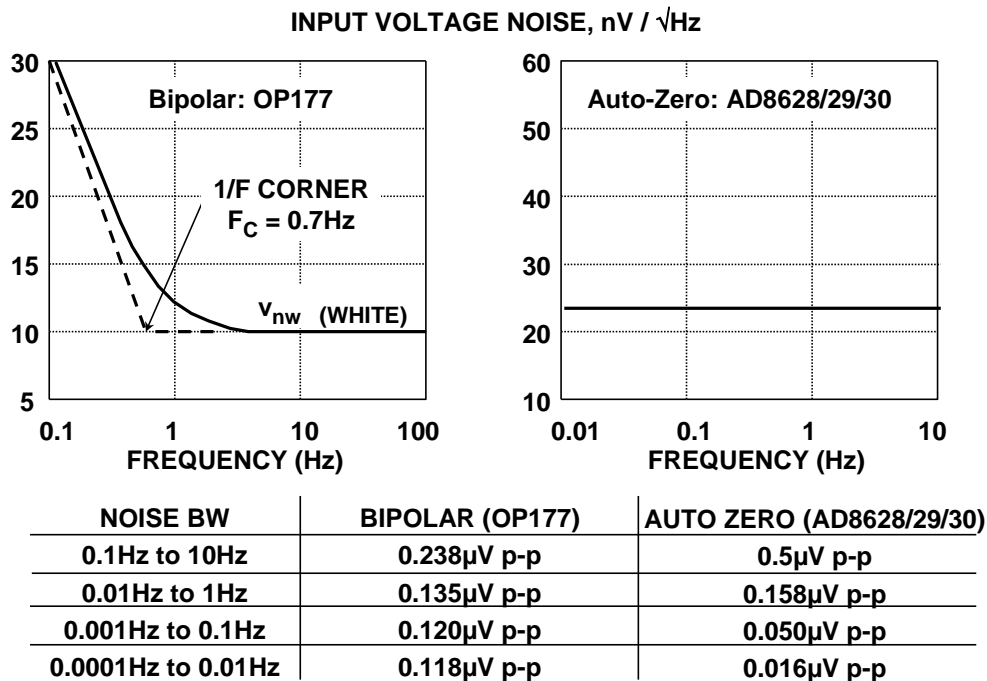 INPUT VOLTAGE NOISE, nV / √Hz
30
25
20
15
10
5
Bipolar: OP177
1/F CORNER
F_C = 0.7Hz
v_nw (WHITE)
0.1 1 10 100
FREQUENCY (Hz)
60
50
40
30
20
10
Auto-Zero: AD8628/29/30
0.01 0.1 1 10
FREQUENCY (Hz)
NOISE BW BIPOLAR (OP177) AUTO ZERO (AD8628/29/30)
0.1Hz to 10Hz 0.238µV p-p 0.5µV p-p
0.01Hz to 1Hz 0.135µV p-p 0.158µV p-p
0.001Hz to 0.1Hz 0.120µV p-p 0.050µV p-p
0.0001Hz to 0.01Hz 0.118µV p-p 0.016µV p-p